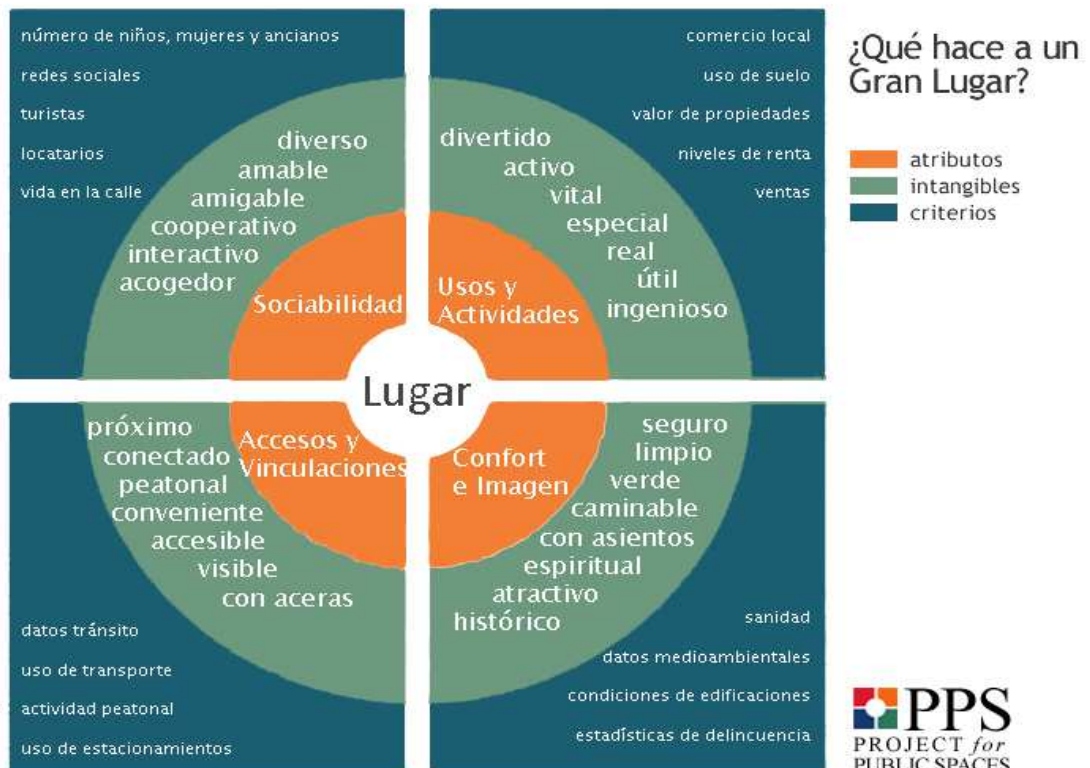 número de niños, mujeres y ancianos
redes sociales
turistas
locatarios
vida en la calle
diverso
amable
amigable
cooperativo
interactivo
acogedor
Sociabilidad
comercio local
uso de suelo
valor de propiedades
niveles de renta
ventas
divertido
activo
vital
especial
real
útil
ingenioso
Usos y
Actividades
¿Qué hace a un
Gran Lugar?
atributos
intangibles
criterios
Lugar
próximo
conectado
peatonal
conveniente
accesible
visible
con aceras
Accesos y
Vinculaciones
datos tránsito
uso de transporte
actividad peatonal
uso de estacionamientos
Confort
e Imagen
seguro
limpio
verde
caminable
con asientos
espiritual
atractivo
histórico
sanidad
datos medioambientales
condiciones de edificaciones
estadísticas de delincuencia
PPS
PROJECT for
PUBLIC SPACES